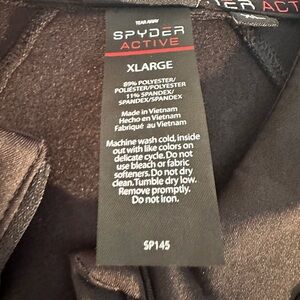 TEAR AWAY
SPYDER
ACTIVE
XLARGE
89% POLYESTER/
POLIÉSTER/POLYESTER
11% SPANDEX/
SPANDEX/SPANDEX
Made in Vietnam
Hecho en Vietnam
Fabriqué au Vietnam
Machine wash cold, inside
out with like colors on
delicate cycle. Do not
use bleach or fabric
softeners. Do not dry
clean. Tumble dry low.
Remove promptly.
Do not iron.
SP145